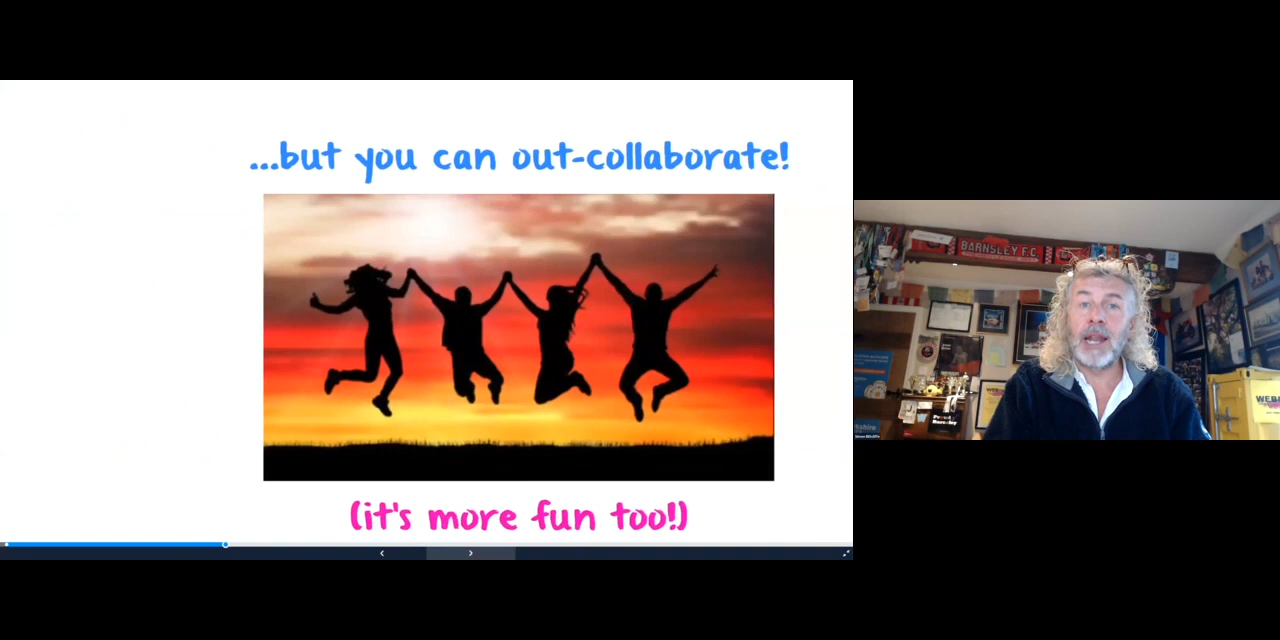 ...but you can out-collaborate!
(it's more fun too!)
BARNSLEY F.C.